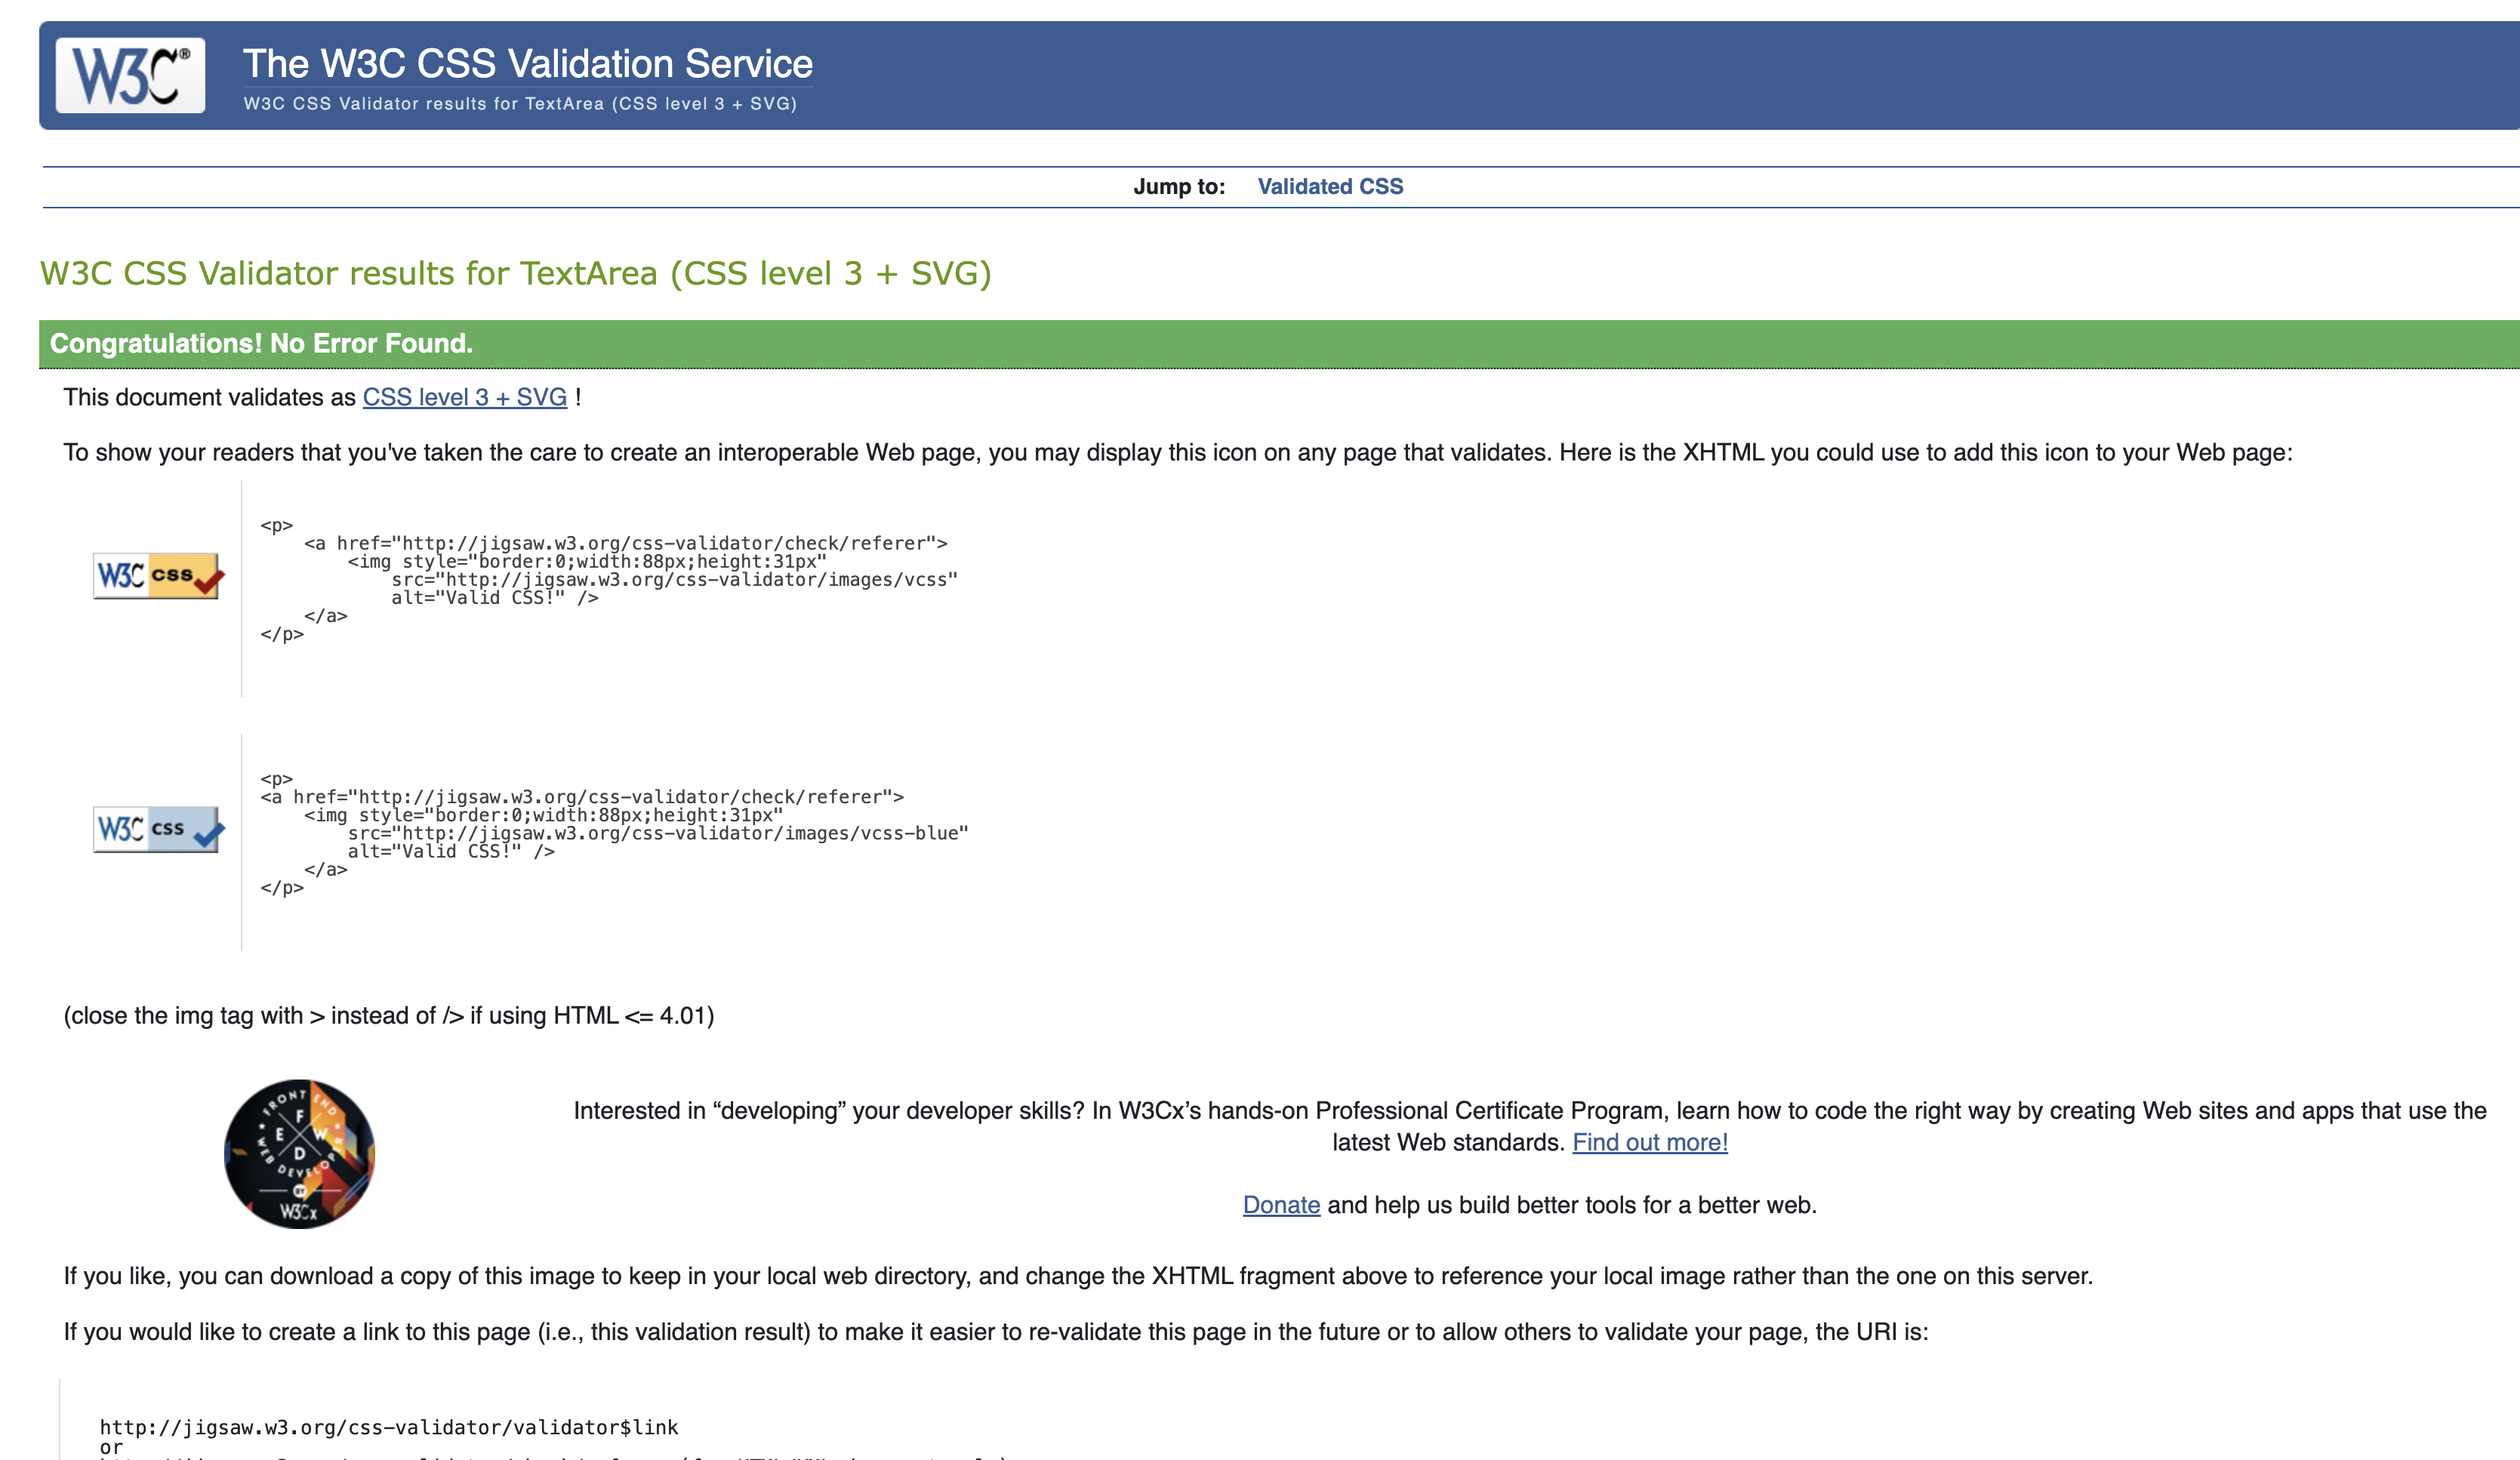 W3C®
The W3C CSS Validation Service
W3C CSS Validator results for TextArea (CSS level 3 + SVG)
Jump to: Validated CSS
W3C CSS Validator results for TextArea (CSS level 3 + SVG)
Congratulations! No Error Found.
This document validates as CSS level 3 + SVG !
To show your readers that you've taken the care to create an interoperable Web page, you may display this icon on any page that validates. Here is the XHTML you could use to add this icon to your Web page:
W3C css
<p>
<a href="http://jigsaw.w3.org/css-validator/check/referer">
<img style="border:0;width:88px;height:31px"
src="http://jigsaw.w3.org/css-validator/images/vcss"
alt="Valid CSS!" />
</a>
</p>
W3C css
<p>
<a href="http://jigsaw.w3.org/css-validator/check/referer">
<img style="border:0;width:88px;height:31px"
src="http://jigsaw.w3.org/css-validator/images/vcss-blue"
alt="Valid CSS!" />
</a>
</p>
(close the img tag with > instead of /> if using HTML <= 4.01)
FRONT END
F
E W
D
WEB DEVELOPER
BY
W3Cx
Interested in “developing” your developer skills? In W3Cx’s hands-on Professional Certificate Program, learn how to code the right way by creating Web sites and apps that use the
latest Web standards. Find out more!
Donate and help us build better tools for a better web.
If you like, you can download a copy of this image to keep in your local web directory, and change the XHTML fragment above to reference your local image rather than the one on this server.
If you would like to create a link to this page (i.e., this validation result) to make it easier to re-validate this page in the future or to allow others to validate your page, the URI is:
http://jigsaw.w3.org/css-validator/validator$link
or